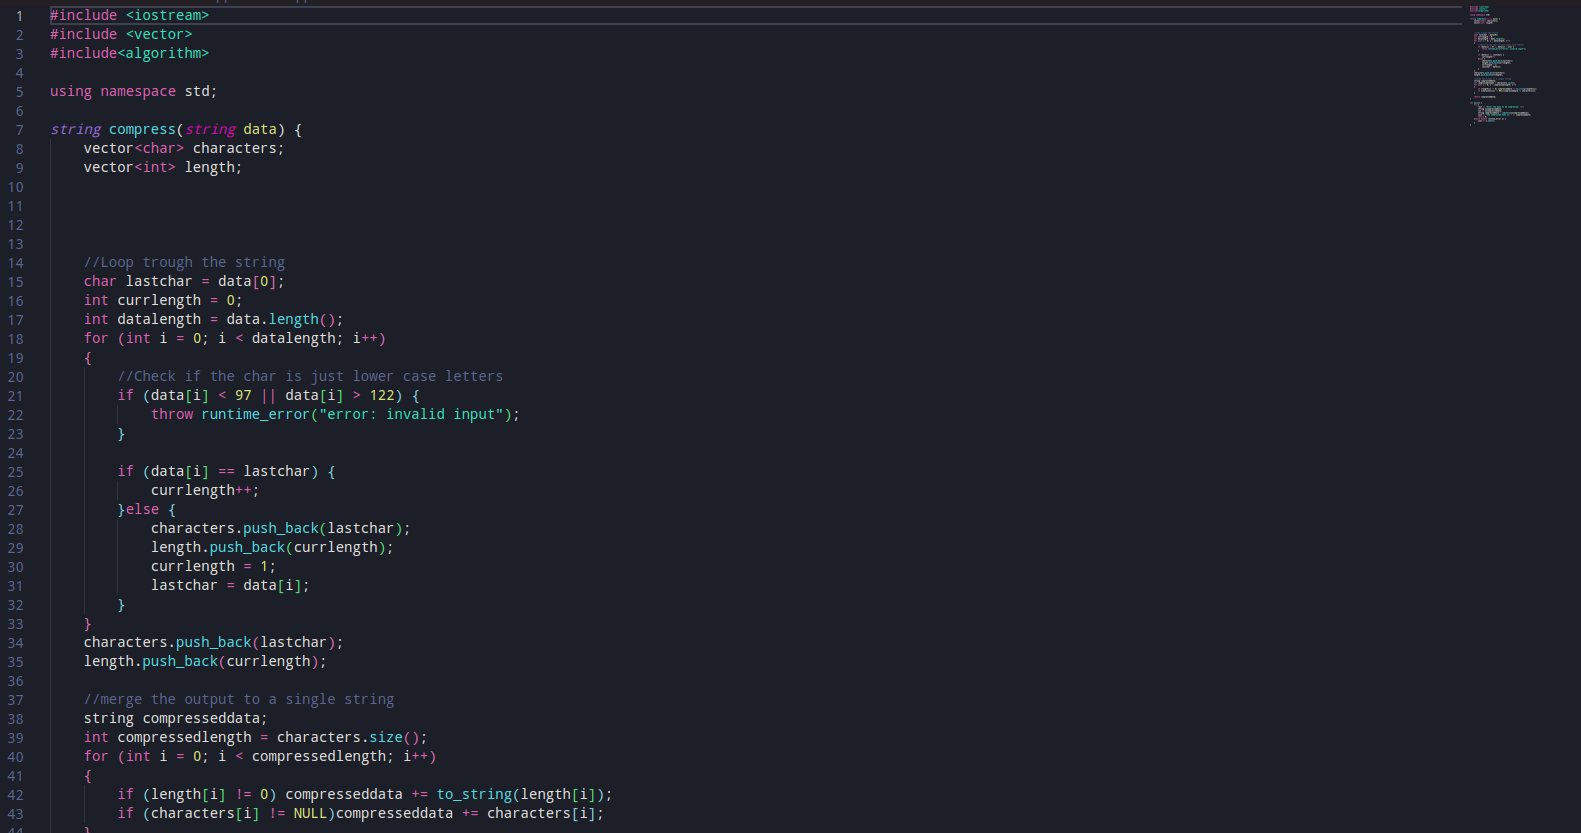 1 #include <iostream>
2 #include <vector>
3 #include<algorithm>
4
5 using namespace std;
6
7 string compress(string data) {
8     vector<char> characters;
9     vector<int> length;
10
11
12
13
14     //Loop trough the string
15     char lastchar = data[0];
16     int currlength = 0;
17     int datalength = data.length();
18     for (int i = 0; i < datalength; i++)
19     {
20         //Check if the char is just lower case letters
21         if (data[i] < 97 || data[i] > 122) {
22             throw runtime_error("error: invalid input");
23         }
24
25         if (data[i] == lastchar) {
26             currlength++;
27         }else {
28             characters.push_back(lastchar);
29             length.push_back(currlength);
30             currlength = 1;
31             lastchar = data[i];
32         }
33     }
34     characters.push_back(lastchar);
35     length.push_back(currlength);
36
37     //merge the output to a single string
38     string compresseddata;
39     int compressedlength = characters.size();
40     for (int i = 0; i < compressedlength; i++)
41     {
42         if (length[i] != 0) compresseddata += to_string(length[i]);
43         if (characters[i] != NULL)compresseddata += characters[i];
44     }